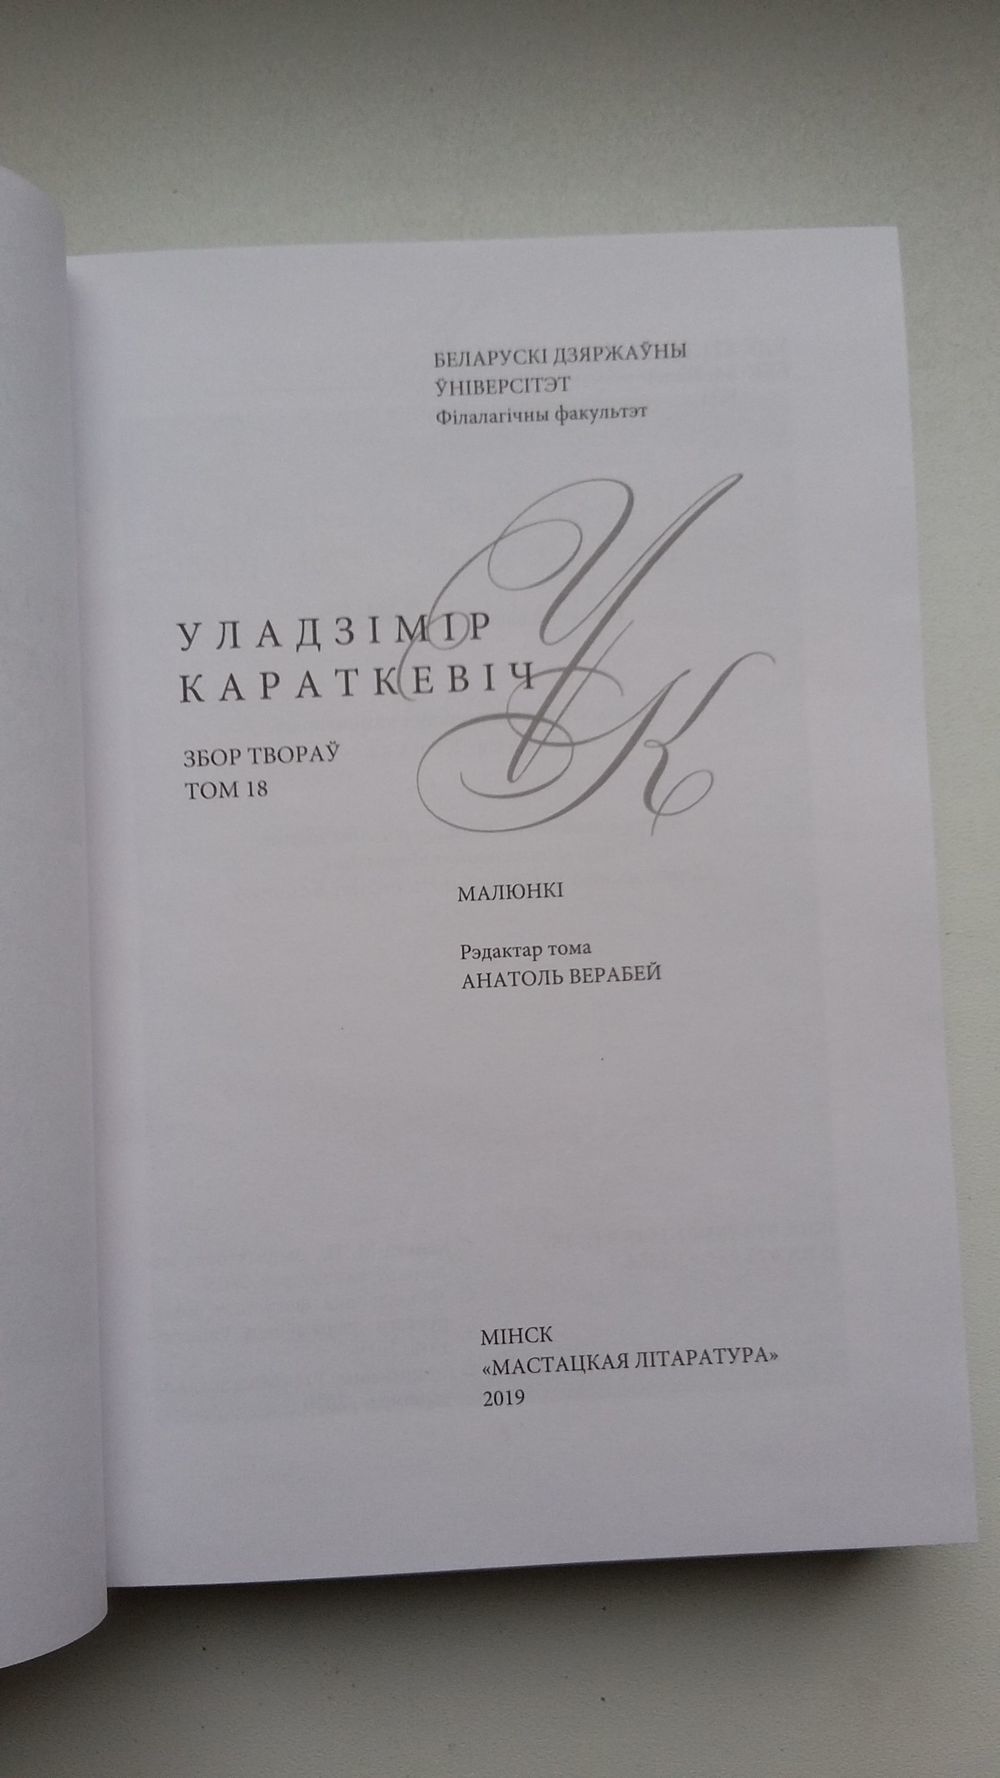 БЕЛАРУСКІ ДЗЯРЖАЎНЫ
ЎНІВЕРСІТЭТ
Філалагічны факультэт
УК
УЛАДЗІМІР
КАРАТКЕВІЧ
ЗБОР ТВОРАЎ
ТОМ 18
МАЛЮНКІ
Рэдактар тома
АНАТОЛЬ ВЕРАБЕЙ
МІНСК
«МАСТАЦКАЯ ЛІТАРАТУРА»
2019